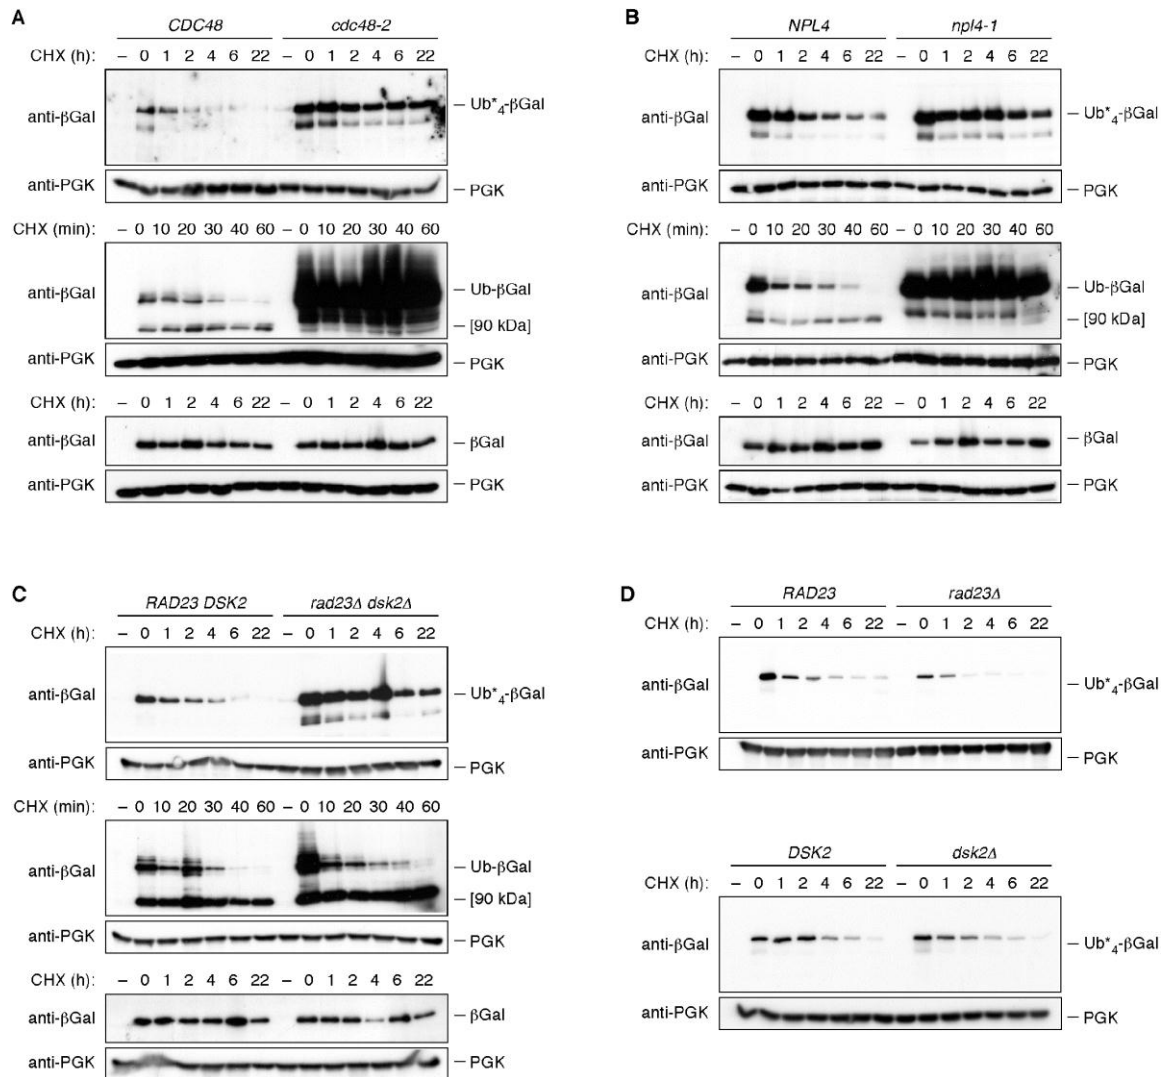 A
CDC48 cdc48-2
CHX (h): – 0 1 2 4 6 22 – 0 1 2 4 6 22
anti-βGal Ub*4-βGal
anti-PGK PGK
CHX (min): – 0 10 20 30 40 60 – 0 10 20 30 40 60
anti-βGal Ub-βGal
[90 kDa]
anti-PGK PGK
CHX (h): – 0 1 2 4 6 22 – 0 1 2 4 6 22
anti-βGal βGal
anti-PGK PGK
B
NPL4 npl4-1
CHX (h): – 0 1 2 4 6 22 – 0 1 2 4 6 22
anti-βGal Ub*4-βGal
anti-PGK PGK
CHX (min): – 0 10 20 30 40 60 – 0 10 20 30 40 60
anti-βGal Ub-βGal
[90 kDa]
anti-PGK PGK
CHX (h): – 0 1 2 4 6 22 – 0 1 2 4 6 22
anti-βGal βGal
anti-PGK PGK
C
RAD23 DSK2 rad23Δ dsk2Δ
CHX (h): – 0 1 2 4 6 22 – 0 1 2 4 6 22
anti-βGal Ub*4-βGal
anti-PGK PGK
CHX (min): – 0 10 20 30 40 60 – 0 10 20 30 40 60
anti-βGal Ub-βGal
[90 kDa]
anti-PGK PGK
CHX (h): – 0 1 2 4 6 22 – 0 1 2 4 6 22
anti-βGal βGal
anti-PGK PGK
D
RAD23 rad23Δ
CHX (h): – 0 1 2 4 6 22 – 0 1 2 4 6 22
anti-βGal Ub*4-βGal
anti-PGK PGK
DSK2 dsk2Δ
CHX (h): – 0 1 2 4 6 22 – 0 1 2 4 6 22
anti-βGal Ub*4-βGal
anti-PGK PGK